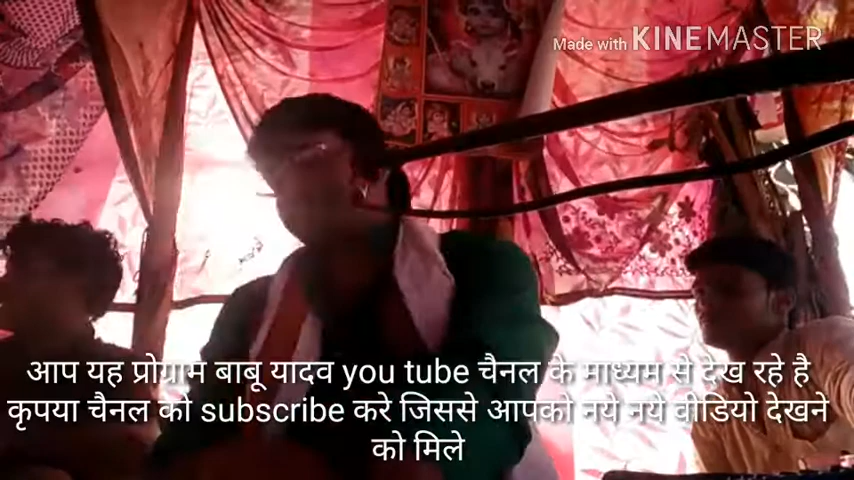 Made with KINEMASTER
आप यह प्रोग्राम बाबू यादव you tube चैनल के माध्यम से देख रहे है
कृपया चैनल को subscribe करे जिससे आपको नये नये वीडियो देखने
को मिले